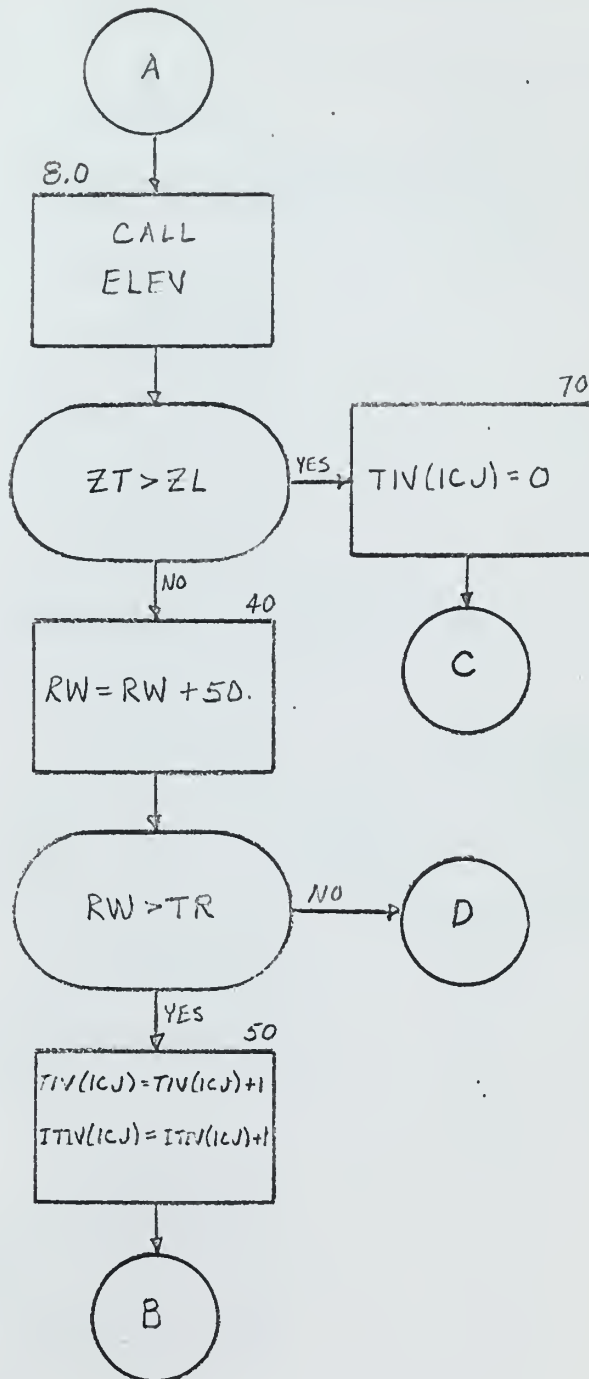 A
8.0
CALL
ELEV
ZT > ZL
YES
70
TIV(ICJ) = 0
C
NO
40
RW = RW + 50.
RW > TR
NO
D
YES
50
TIV(ICJ) = TIV(ICJ)+1
ITIV(ICJ) = ITIV(ICJ)+1
B